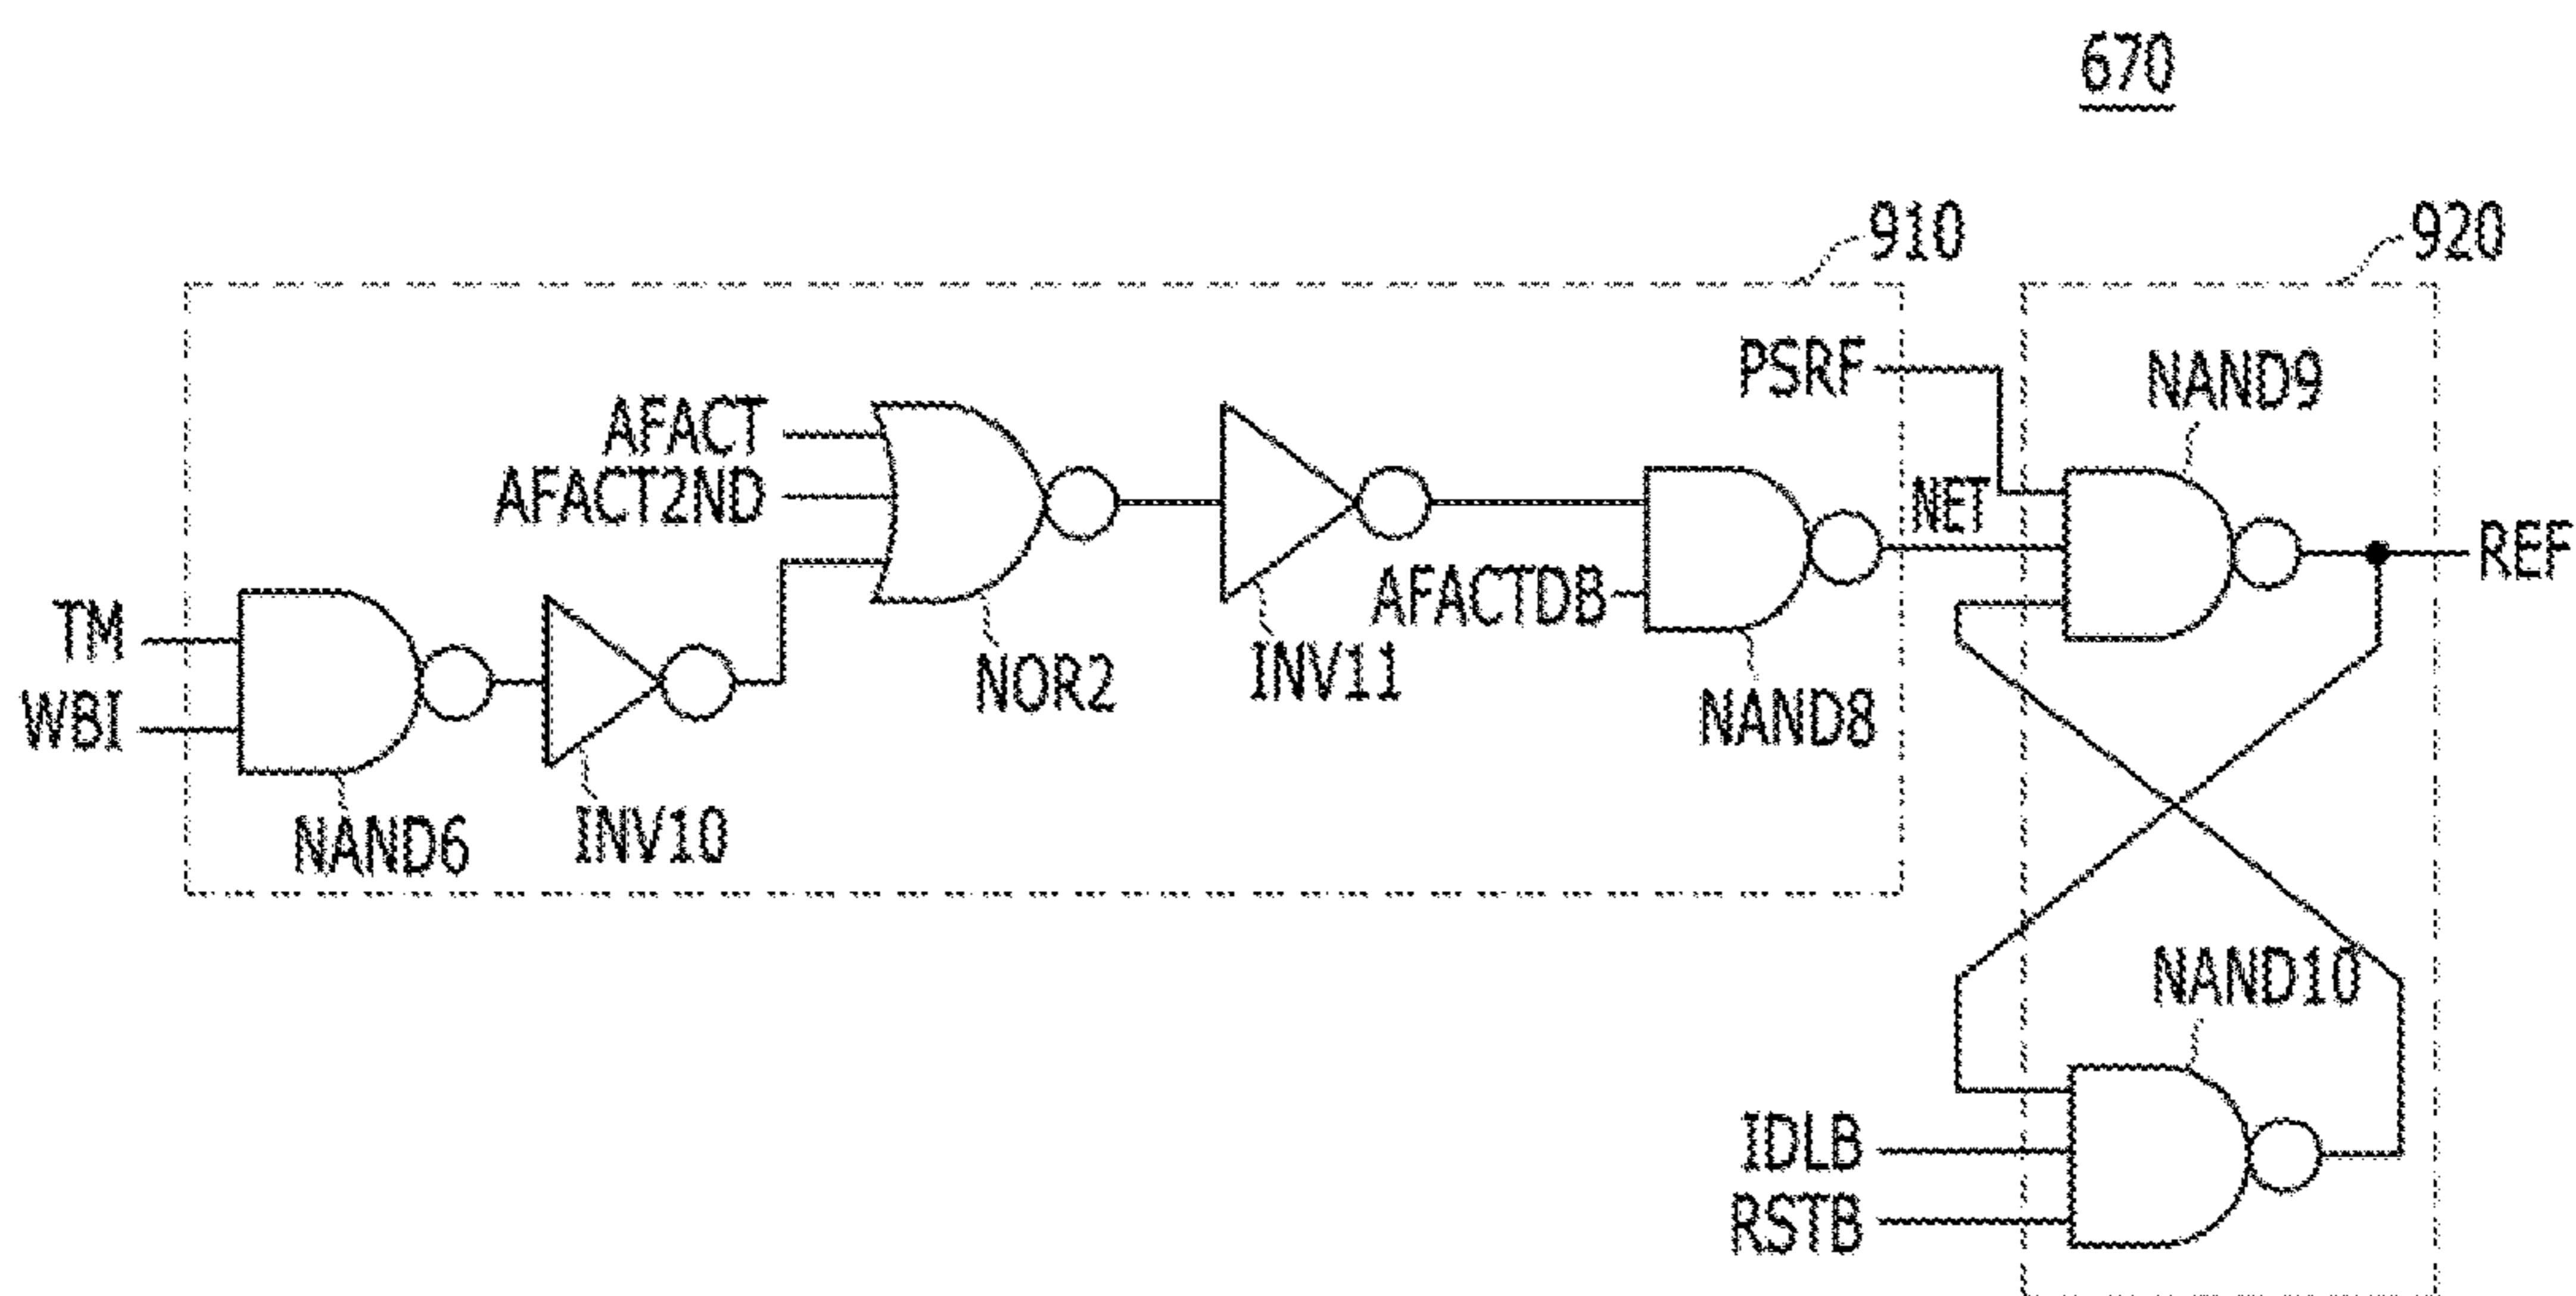 670
910
920
PSRF
NAND9
AFACT
AFACT2ND
NET
REF
AFACTDB
TM
WBI
NOR2
INV11
NAND8
NAND6
INV10
NAND10
IDLB
RSTB